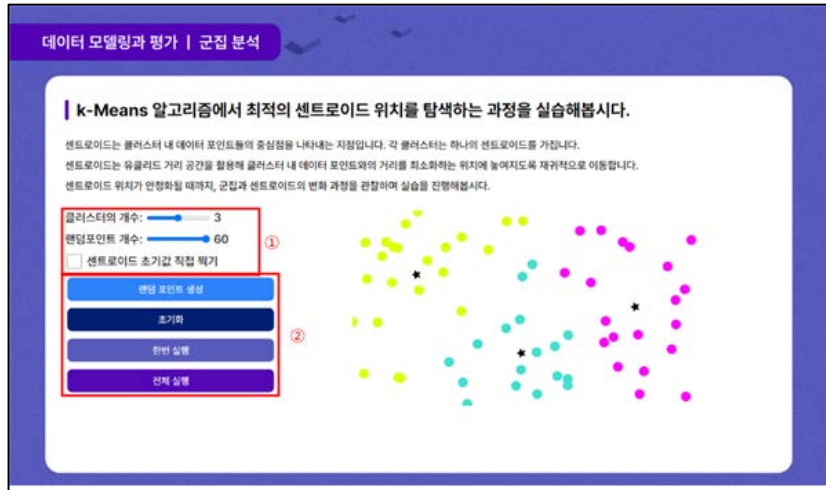 데이터 모델링과 평가 | 군집 분석
k-Means 알고리즘에서 최적의 센트로이드 위치를 탐색하는 과정을 실습해봅시다.
센트로이드는 클러스터 내 데이터 포인트들의 중심점을 나타내는 지점입니다. 각 클러스터는 하나의 센트로이드를 가집니다.
센트로이드는 유클리드 거리 공간을 활용해 클러스터 내 데이터 포인트와의 거리를 최소화하는 위치에 놓여지도록 재귀적으로 이동합니다.
센트로이드 위치가 안정화될 때까지, 군집과 센트로이드의 변화 과정을 관찰하며 실습을 진행해봅시다.
클러스터의 개수: 3
랜덤포인트 개수: 60
①
센트로이드 초기값 직접 찍기
랜덤 포인트 생성
초기화
②
한번 실행
전체 실행